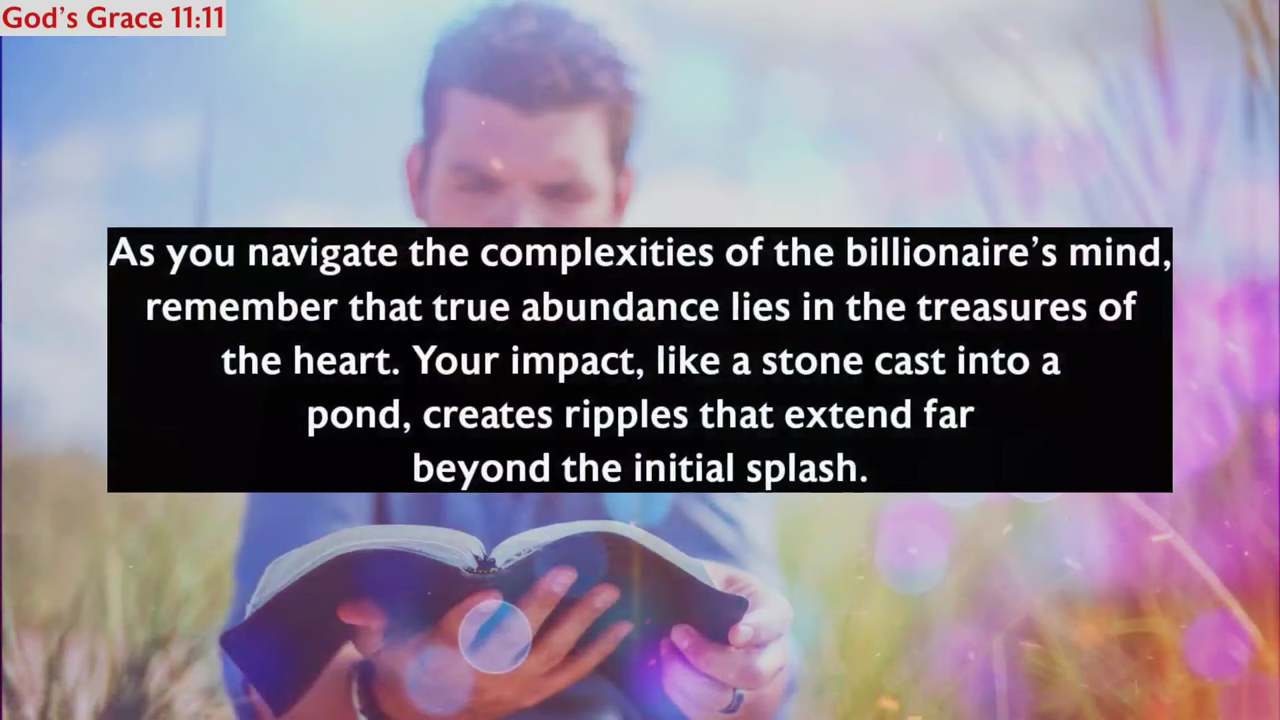 God’s Grace 11:11
As you navigate the complexities of the billionaire’s mind,
remember that true abundance lies in the treasures of
the heart. Your impact, like a stone cast into a
pond, creates ripples that extend far
beyond the initial splash.